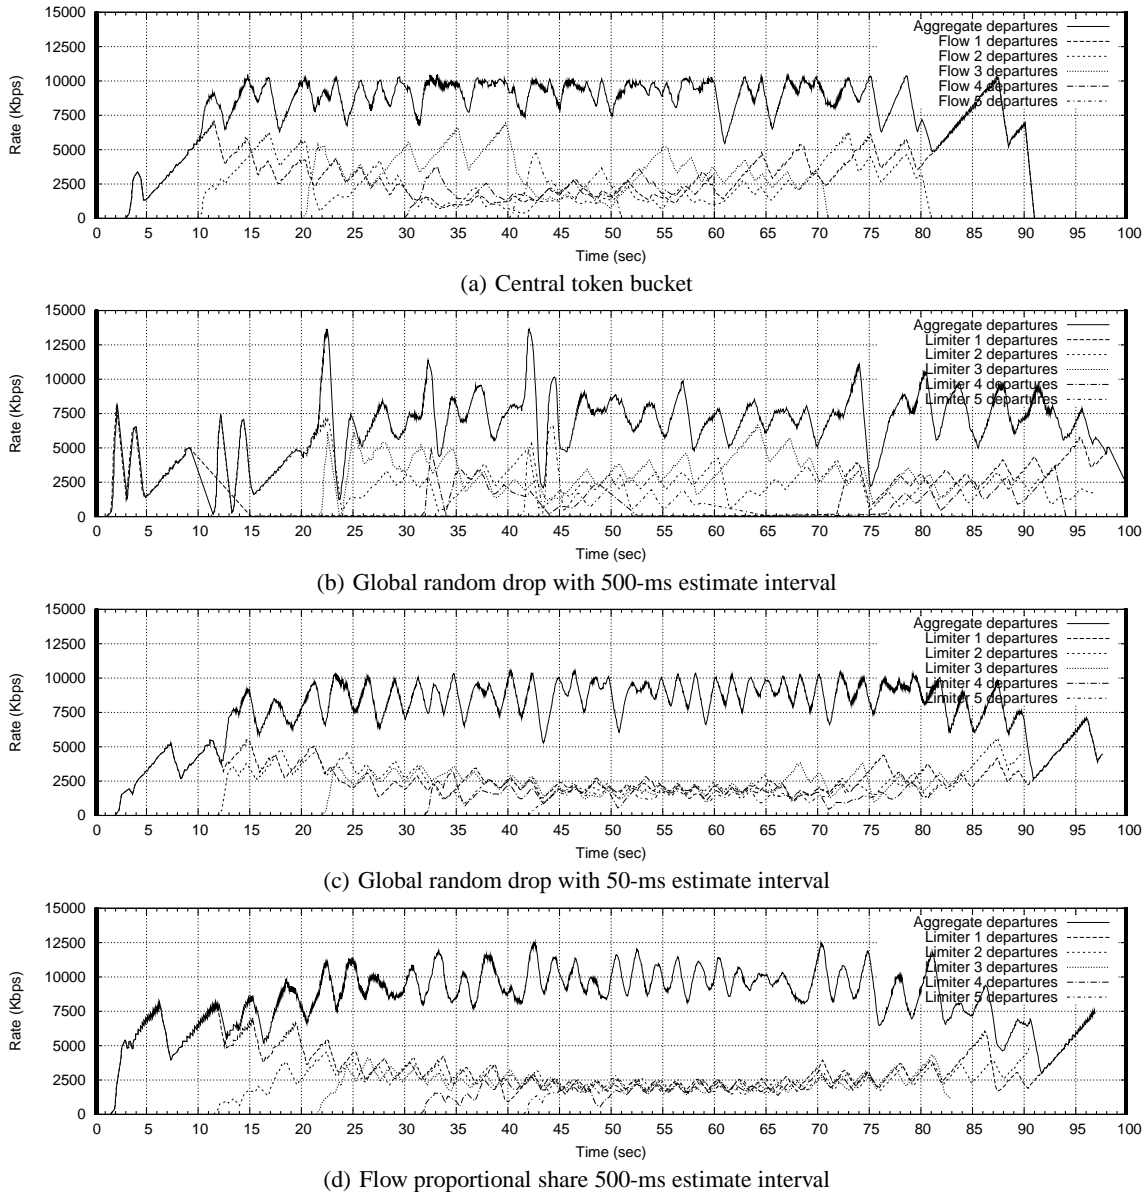 15000
12500
10000
7500
5000
2500
0
Rate (Kbps)
Aggregate departures
Flow 1 departures
Flow 2 departures
Flow 3 departures
Flow 4 departures
Flow 5 departures
0 5 10 15 20 25 30 35 40 45 50 55 60 65 70 75 80 85 90 95 100
Time (sec)
(a) Central token bucket
15000
12500
10000
7500
5000
2500
0
Rate (Kbps)
Aggregate departures
Limiter 1 departures
Limiter 2 departures
Limiter 3 departures
Limiter 4 departures
Limiter 5 departures
0 5 10 15 20 25 30 35 40 45 50 55 60 65 70 75 80 85 90 95 100
Time (sec)
(b) Global random drop with 500-ms estimate interval
15000
12500
10000
7500
5000
2500
0
Rate (Kbps)
Aggregate departures
Limiter 1 departures
Limiter 2 departures
Limiter 3 departures
Limiter 4 departures
Limiter 5 departures
0 5 10 15 20 25 30 35 40 45 50 55 60 65 70 75 80 85 90 95 100
Time (sec)
(c) Global random drop with 50-ms estimate interval
15000
12500
10000
7500
5000
2500
0
Rate (Kbps)
Aggregate departures
Limiter 1 departures
Limiter 2 departures
Limiter 3 departures
Limiter 4 departures
Limiter 5 departures
0 5 10 15 20 25 30 35 40 45 50 55 60 65 70 75 80 85 90 95 100
Time (sec)
(d) Flow proportional share 500-ms estimate interval